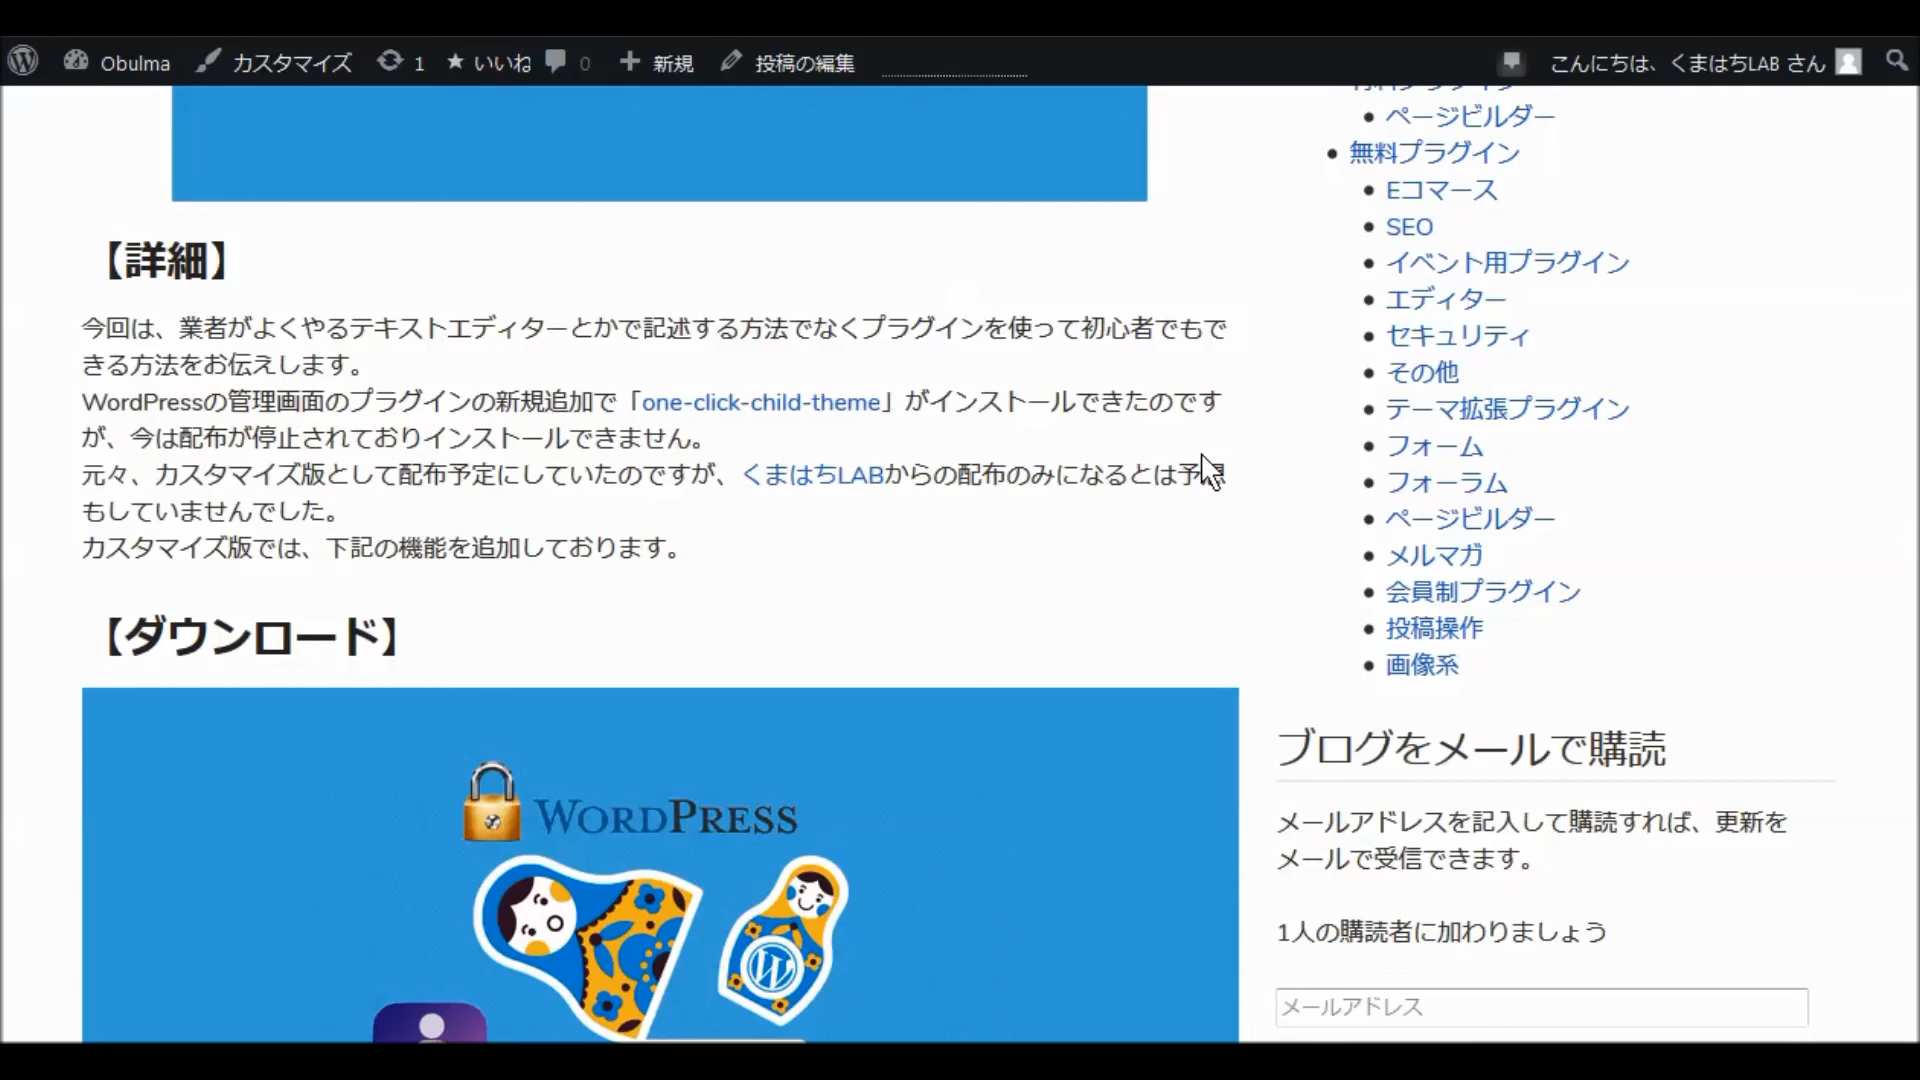 Obulma カスタマイズ 1 いいね 0 新規 投稿の編集 こんにちは、くまはちLAB さん
【詳細】
今回は、業者がよくやるテキストエディターとかで記述する方法でなくプラグインを使って初心者でもで
きる方法をお伝えします。
WordPressの管理画面のプラグインの新規追加で「one-click-child-theme」がインストールできたのです
が、今は配布が停止されておりインストールできません。
元々、カスタマイズ版として配布予定にしていたのですが、くまはちLABからの配布のみになるとは予想
もしていませんでした。
カスタマイズ版では、下記の機能を追加しております。
【ダウンロード】
WORDPRESS
ページビルダー
無料プラグイン
Eコマース
SEO
イベント用プラグイン
エディター
セキュリティ
その他
テーマ拡張プラグイン
フォーム
フォーラム
ページビルダー
メルマガ
会員制プラグイン
投稿操作
画像系
ブログをメールで購読
メールアドレスを記入して購読すれば、更新を
メールで受信できます。
1人の購読者に加わりましょう
メールアドレス